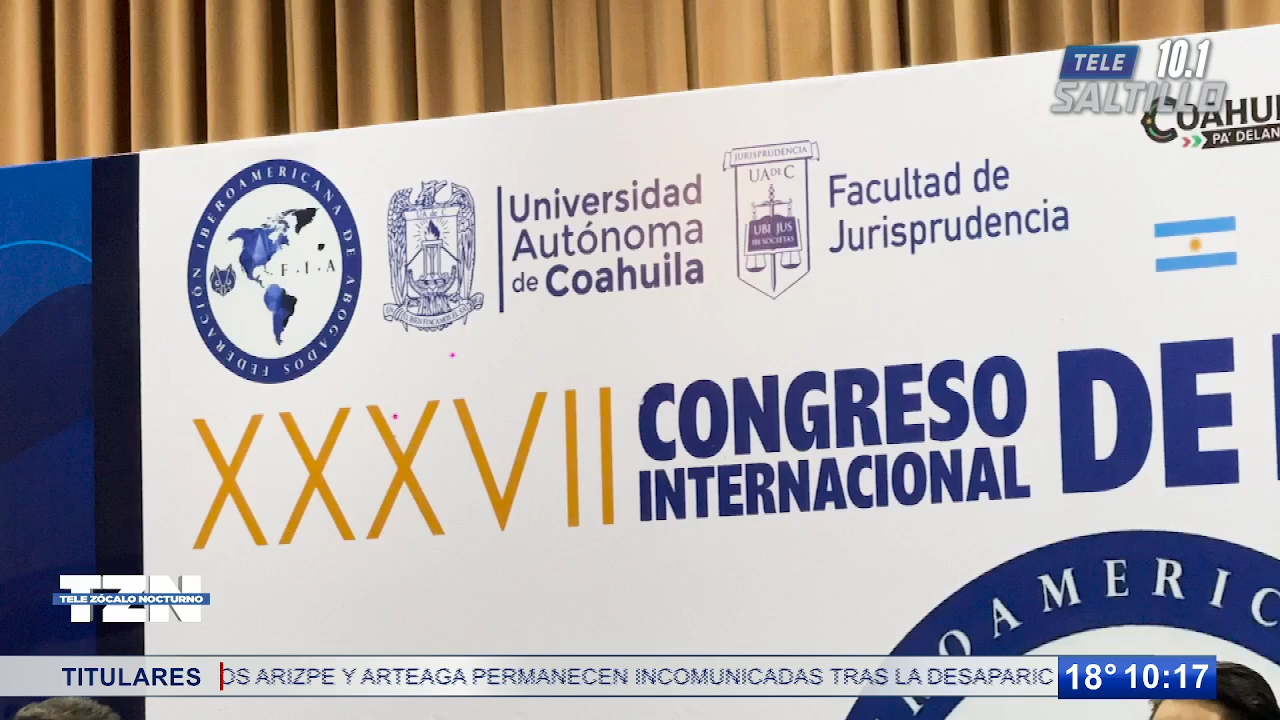 TELE 10.1
SALTILLO
PA' DELAN
FEDERACIÓN IBEROAMERICANA DE ABOGADOS
F.I.A
UA de C
Universidad
Autónoma
de Coahuila
JURISPRUDENCIA
UADEC
UBI JUS
IBI SOCIETAS
Facultad de
Jurisprudencia
XXXVII CONGRESO
INTERNACIONAL
DE
OAMERIC
TZN
TELE ZÓCALO NOCTURNO
TITULARES
OS ARIZPE Y ARTEAGA PERMANECEN INCOMUNICADAS TRAS LA DESAPARIC
18° 10:17